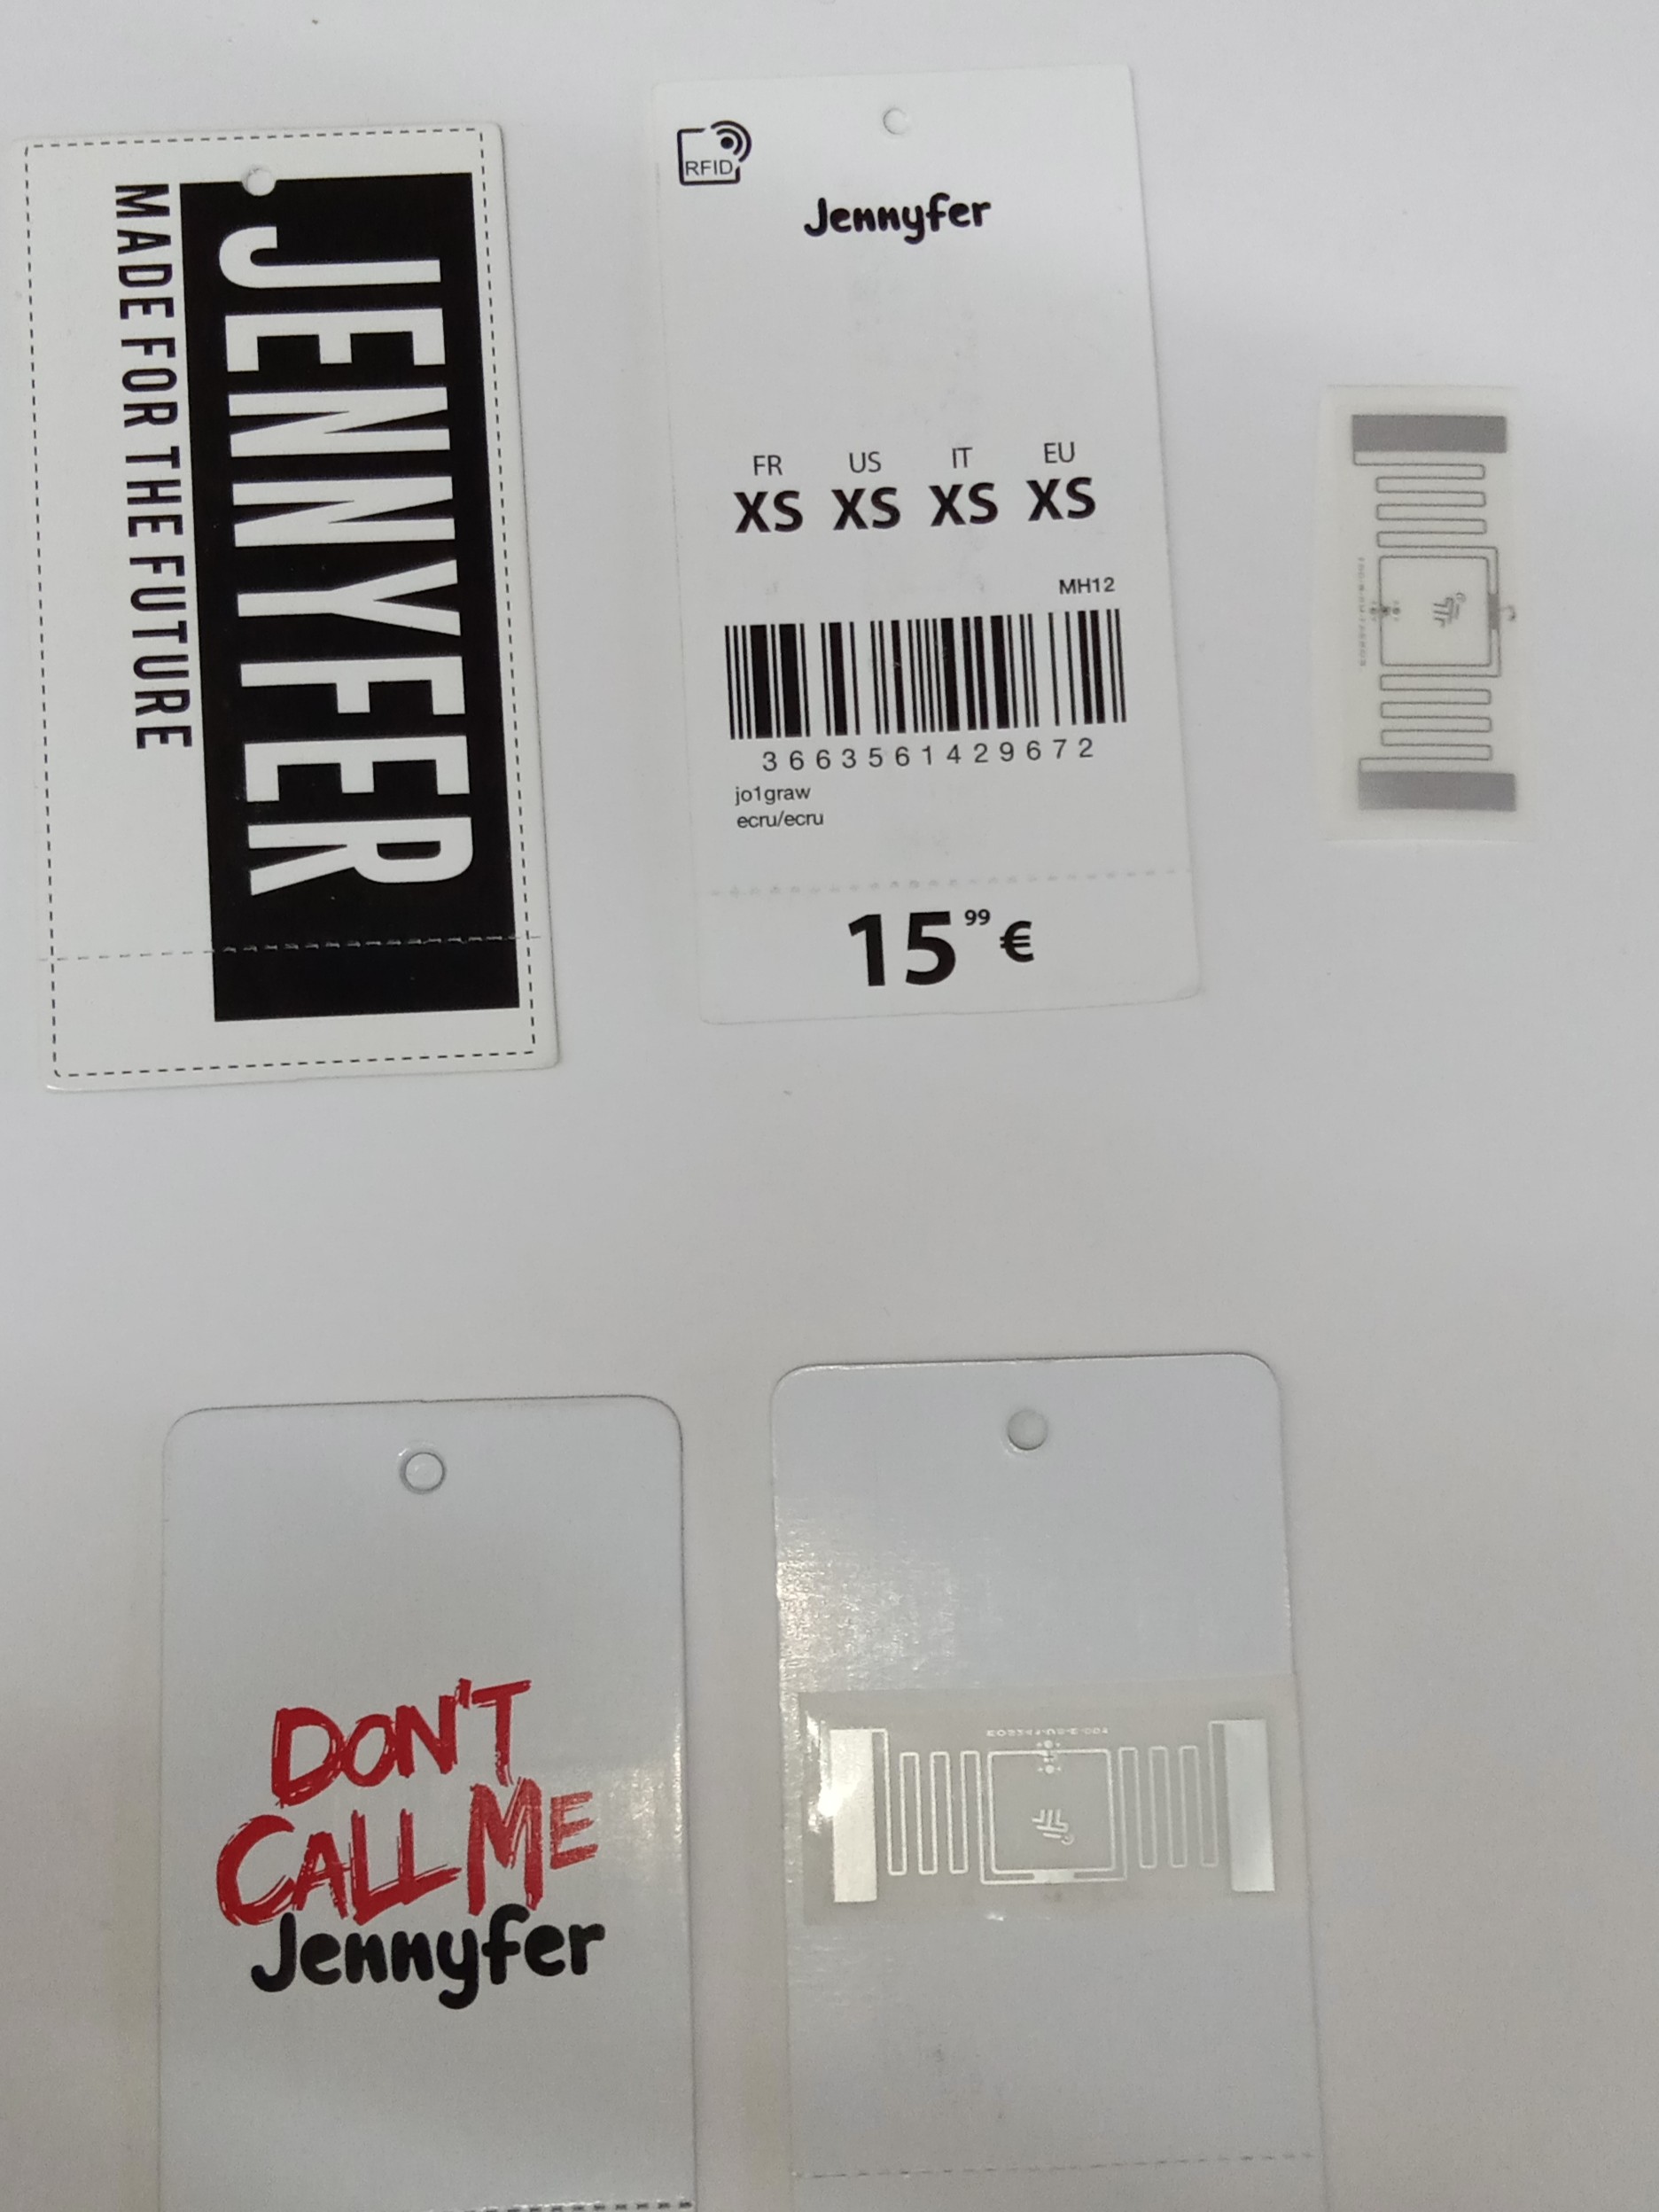 JENNYFER
MADE FOR THE FUTURE
RFID
Jennyfer
FR US IT EU
XS XS XS XS
MH12
3663561429672
jo1graw
ecru/ecru
15 99 €
DON'T
CALL ME
Jennyfer